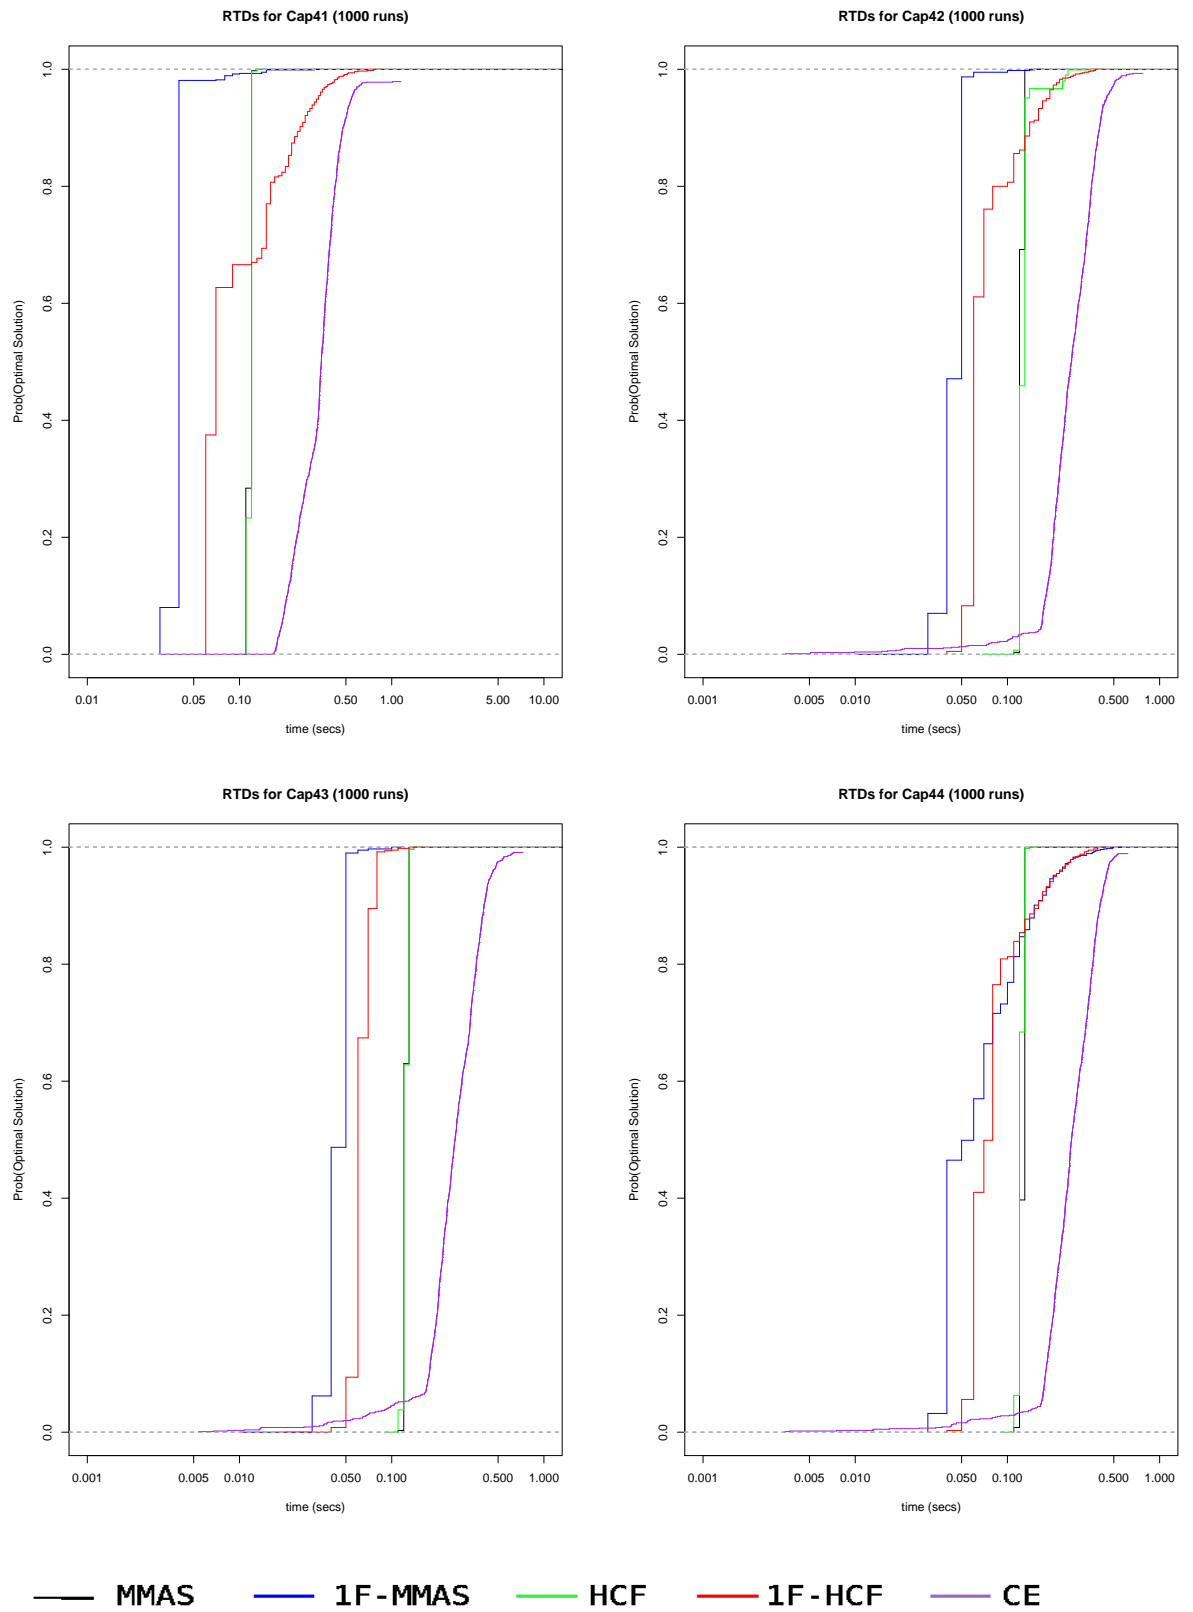 RTDs for Cap41 (1000 runs)
Prob(Optimal Solution)
1.0
0.8
0.6
0.4
0.2
0.0
0.01 0.05 0.10 0.50 1.00 5.00 10.00
time (secs)
RTDs for Cap42 (1000 runs)
Prob(Optimal Solution)
1.0
0.8
0.6
0.4
0.2
0.0
0.001 0.005 0.010 0.050 0.100 0.500 1.000
time (secs)
RTDs for Cap43 (1000 runs)
Prob(Optimal Solution)
1.0
0.8
0.6
0.4
0.2
0.0
0.001 0.005 0.010 0.050 0.100 0.500 1.000
time (secs)
RTDs for Cap44 (1000 runs)
Prob(Optimal Solution)
1.0
0.8
0.6
0.4
0.2
0.0
0.001 0.005 0.010 0.050 0.100 0.500 1.000
time (secs)
MMAS 1F-MMAS HCF 1F-HCF CE